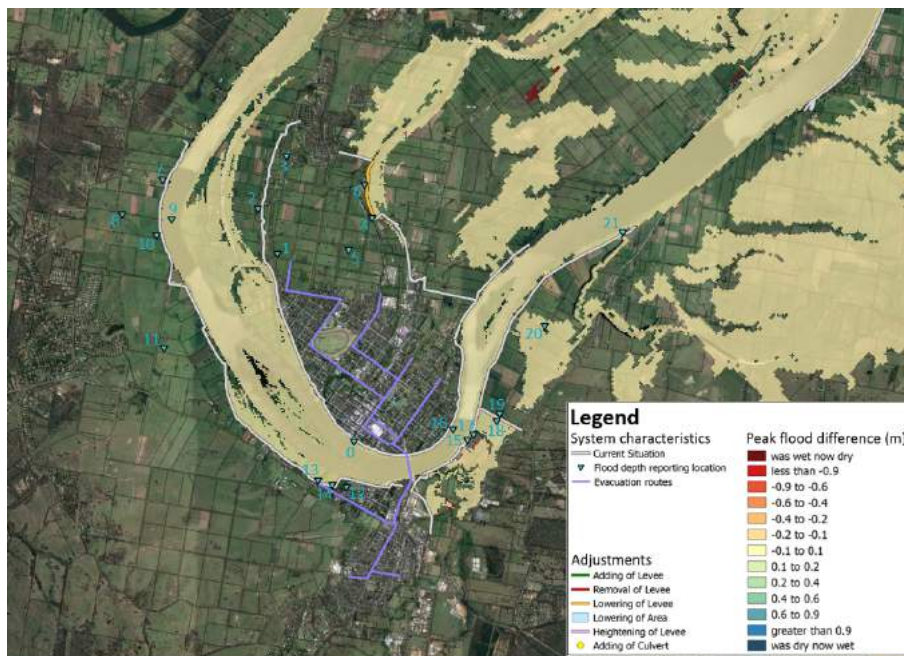 9
10
11
1
21
20
19
18
16
17
15
0
13
14
12
Legend
System characteristics
Current Situation
Flood depth reporting location
Evacuation routes
Adjustments
Adding of Levee
Removal of Levee
Lowering of Levee
Lowering of Area
Heightening of Levee
Adding of Culvert
Peak flood difference (m)
was wet now dry
less than -0.9
-0.9 to -0.6
-0.6 to -0.4
-0.4 to -0.2
-0.2 to -0.1
-0.1 to 0.1
0.1 to 0.2
0.2 to 0.4
0.4 to 0.6
0.6 to 0.9
greater than 0.9
was dry now wet